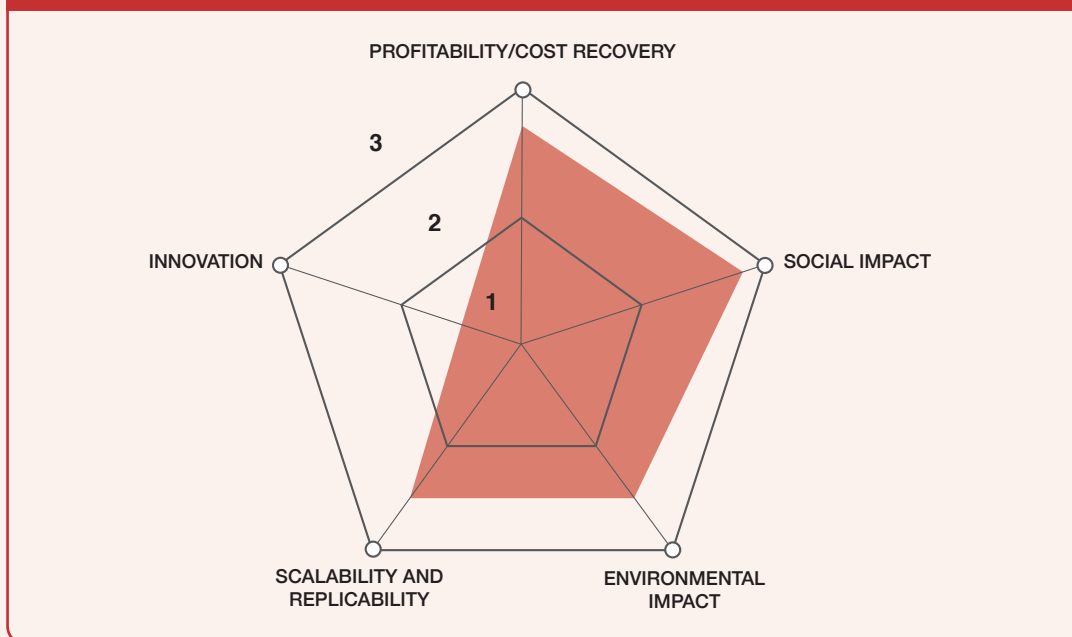 PROFITABILITY/COST RECOVERY
3
2
INNOVATION
SOCIAL IMPACT
1
SCALABILITY AND
REPLICABILITY
ENVIRONMENTAL
IMPACT